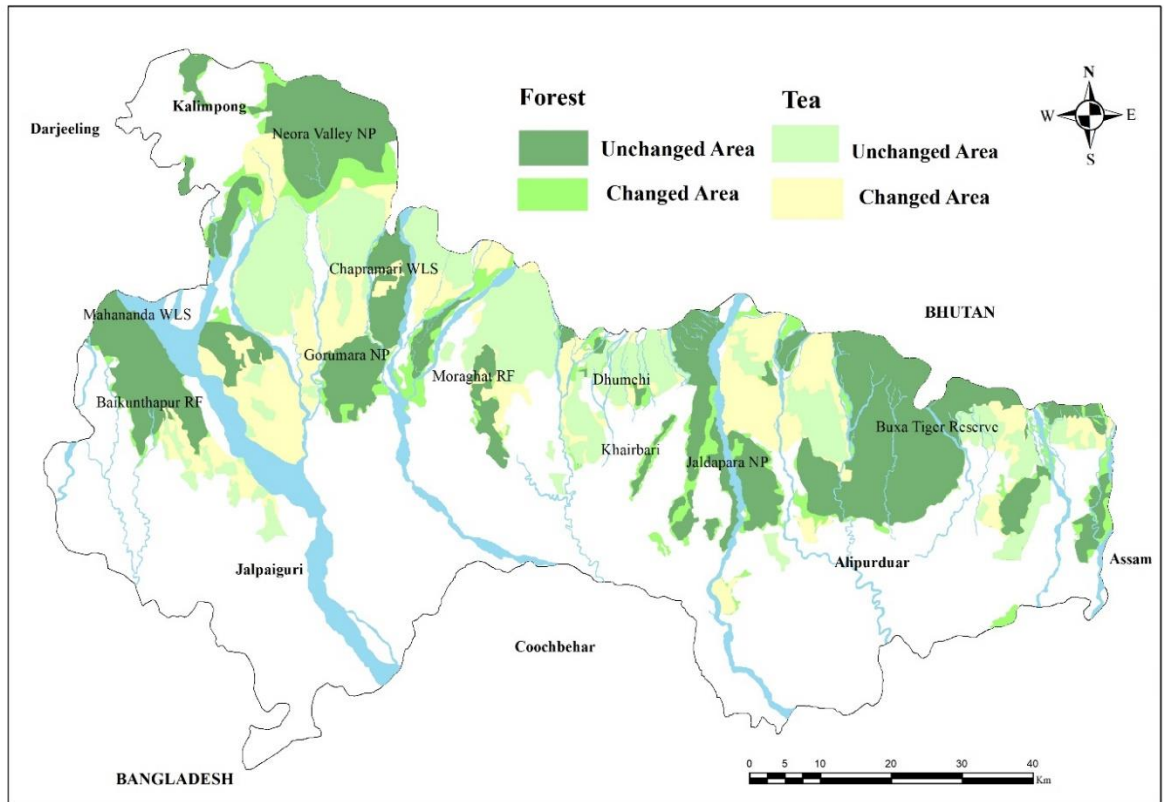 N
W E
S
Forest
Tea
Unchanged Area
Unchanged Area
Changed Area
Changed Area
Kalimpong
Darjeeling
Neora Valley NP
Chapramari WLS
Mahananda WLS
BHUTAN
Gorumara NP
Moraghat RF
Dhumchi
Baikunthapur RF
Buxa Tiger Reserve
Khairbari
Jaldapara NP
Jalpaiguri
Alipurduar
Assam
Coochbehar
BANGLADESH
0 5 10 20 30 40
Km